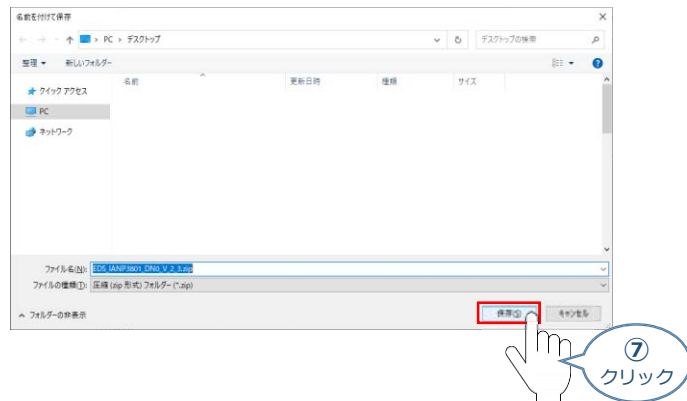 名前を付けて保存
PC › デスクトップ
デスクトップの検索
整理 新しいフォルダー
名前 更新日時 種類 サイズ
クイック アクセス
PC
ネットワーク
ファイル名(N): EDS_IANP3801_DN0_V_2_3.zip
ファイルの種類(T): 圧縮 (zip 形式) フォルダー (*.zip)
フォルダーの非表示
保存(S) キャンセル
⑦
クリック